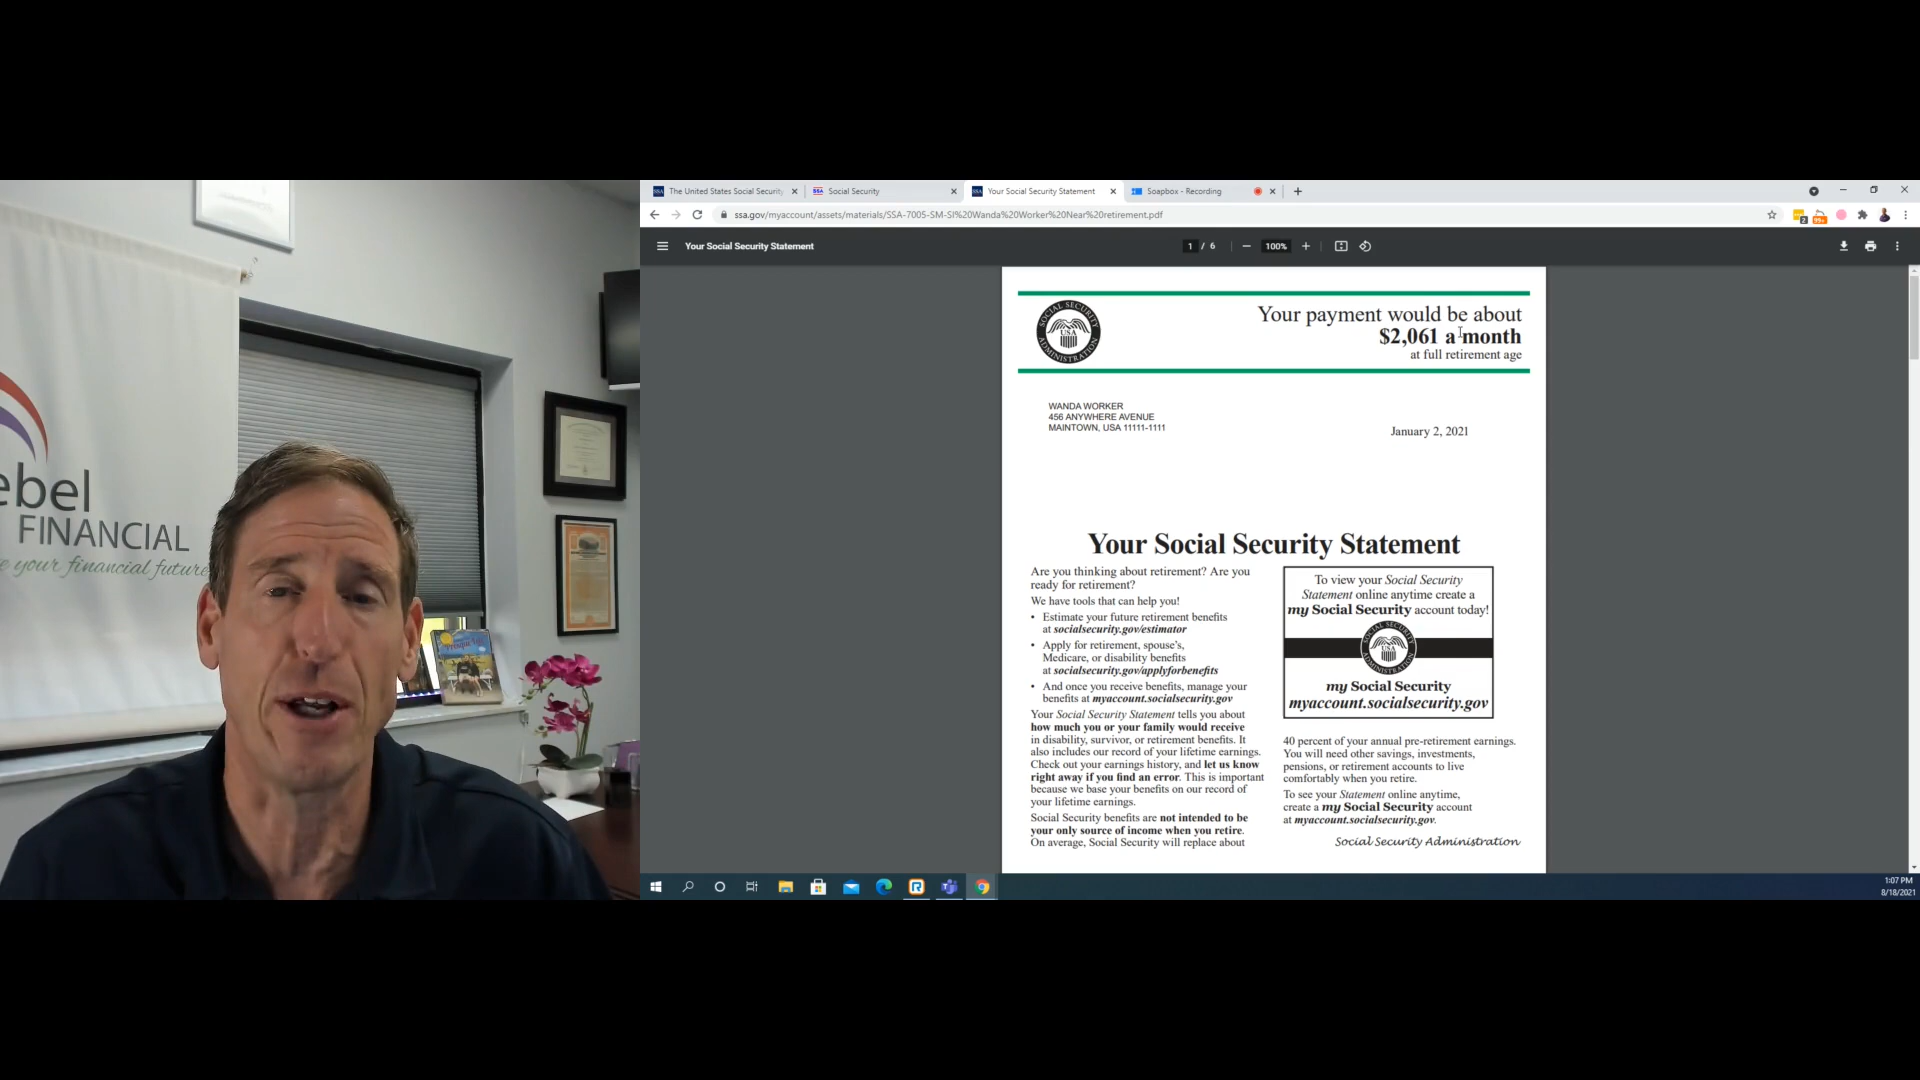 ebel
FINANCIAL
e your financial future
The United States Social Security
Social Security
Your Social Security Statement
Soapbox - Recording
ssa.gov/myaccount/assets/materials/SSA-7005-SM-SI%20Wanda%20Worker%20Near%20retirement.pdf
Your Social Security Statement
1 / 6
100%
SOCIAL SECURITY ADMINISTRATION
USA
Your payment would be about
$2,061 a month
at full retirement age
WANDA WORKER
456 ANYWHERE AVENUE
MAINTOWN, USA 11111-1111
January 2, 2021
Your Social Security Statement
Are you thinking about retirement? Are you
ready for retirement?
We have tools that can help you!
• Estimate your future retirement benefits
at socialsecurity.gov/estimator
• Apply for retirement, spouse's,
Medicare, or disability benefits
at socialsecurity.gov/applyforbenefits
• And once you receive benefits, manage your
benefits at myaccount.socialsecurity.gov
Your Social Security Statement tells you about
how much you or your family would receive
in disability, survivor, or retirement benefits. It
also includes our record of your lifetime earnings.
Check out your earnings history, and let us know
right away if you find an error. This is important
because we base your benefits on our record of
your lifetime earnings.
Social Security benefits are not intended to be
your only source of income when you retire.
On average, Social Security will replace about
To view your Social Security
Statement online anytime create a
my Social Security account today!
SOCIAL SECURITY ADMINISTRATION
USA
my Social Security
myaccount.socialsecurity.gov
40 percent of your annual pre-retirement earnings.
You will need other savings, investments,
pensions, or retirement accounts to live
comfortably when you retire.
To see your Statement online anytime,
create a my Social Security account
at myaccount.socialsecurity.gov.
Social Security Administration
1:07 PM
8/18/2021